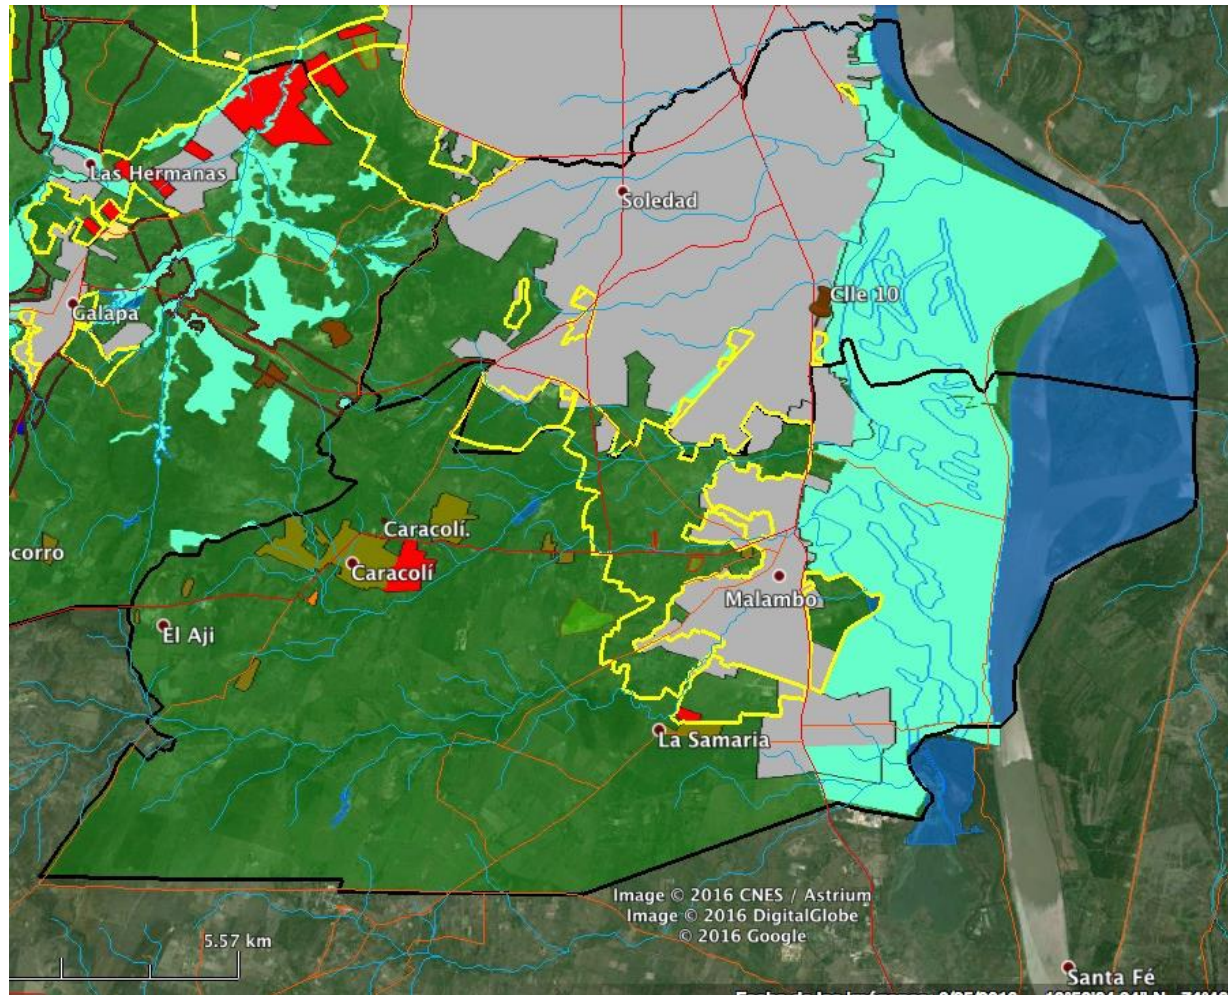 Las Hermanas
Soledad
Clle 10
Galapa
Caracolí.
corro
Caracolí
Malambo
El Aji
La Samaria
Image © 2016 CNES / Astrium
Image © 2016 DigitalGlobe
© 2016 Google
5.57 km
Santa Fé